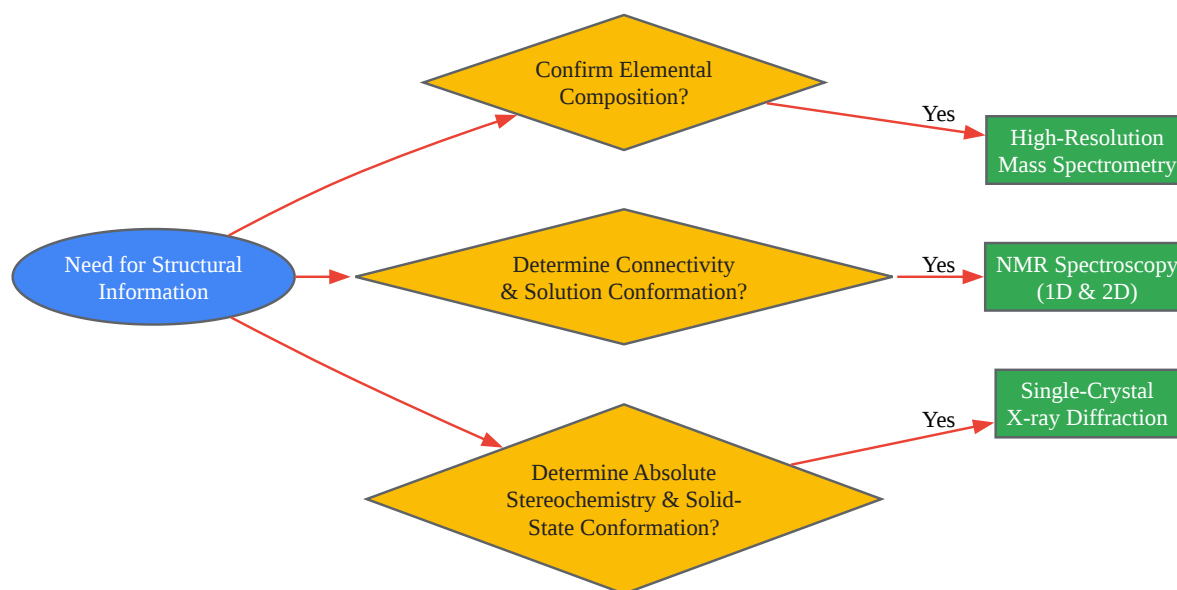 Confirm Elemental
Composition?
Yes
High-Resolution
Mass Spectrometry
Need for Structural
Information
Determine Connectivity
& Solution Conformation?
Yes
NMR Spectroscopy
(1D & 2D)
Single-Crystal
X-ray Diffraction
Yes
Determine Absolute
Stereochemistry & Solid-
State Conformation?